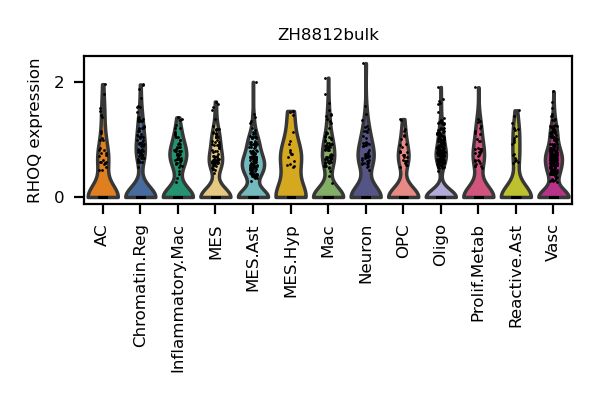 ZH8812bulk
RHOQ expression
2
0
AC
Chromatin.Reg
Inflammatory.Mac
MES
MES.Ast
MES.Hyp
Mac
Neuron
OPC
Oligo
Prolif.Metab
Reactive.Ast
Vasc